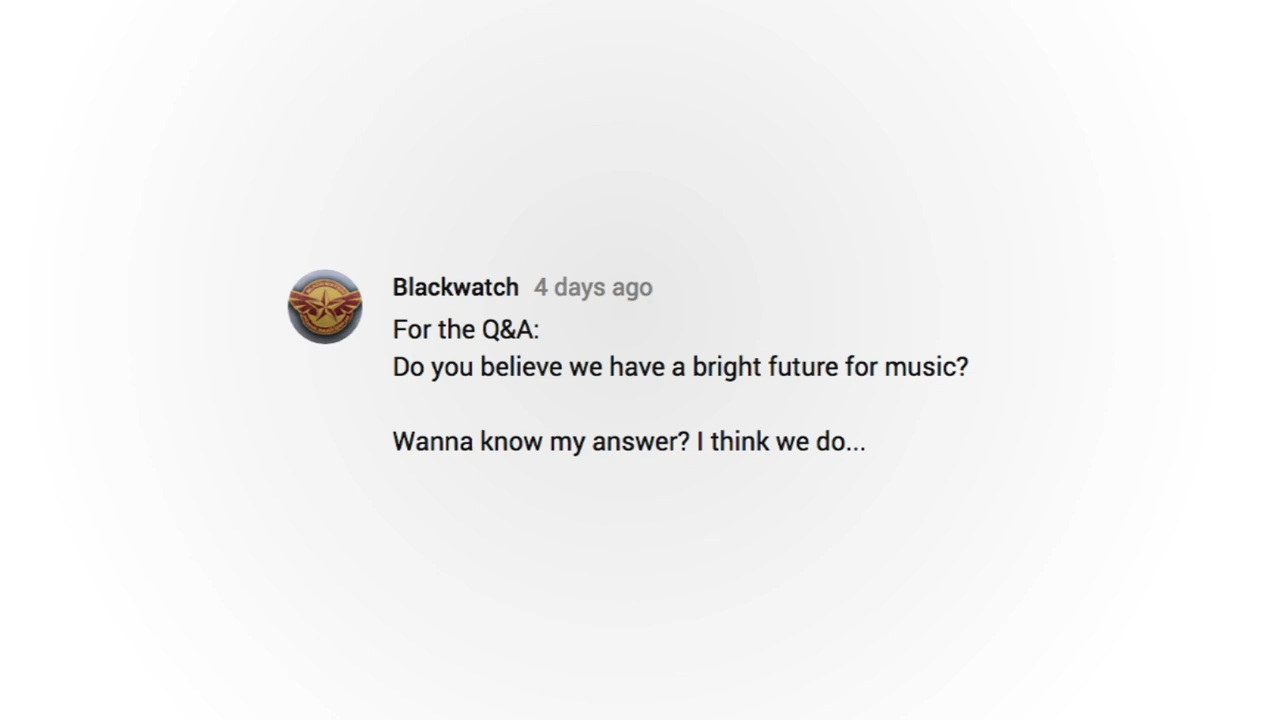 Blackwatch 4 days ago
For the Q&A:
Do you believe we have a bright future for music?
Wanna know my answer? I think we do...